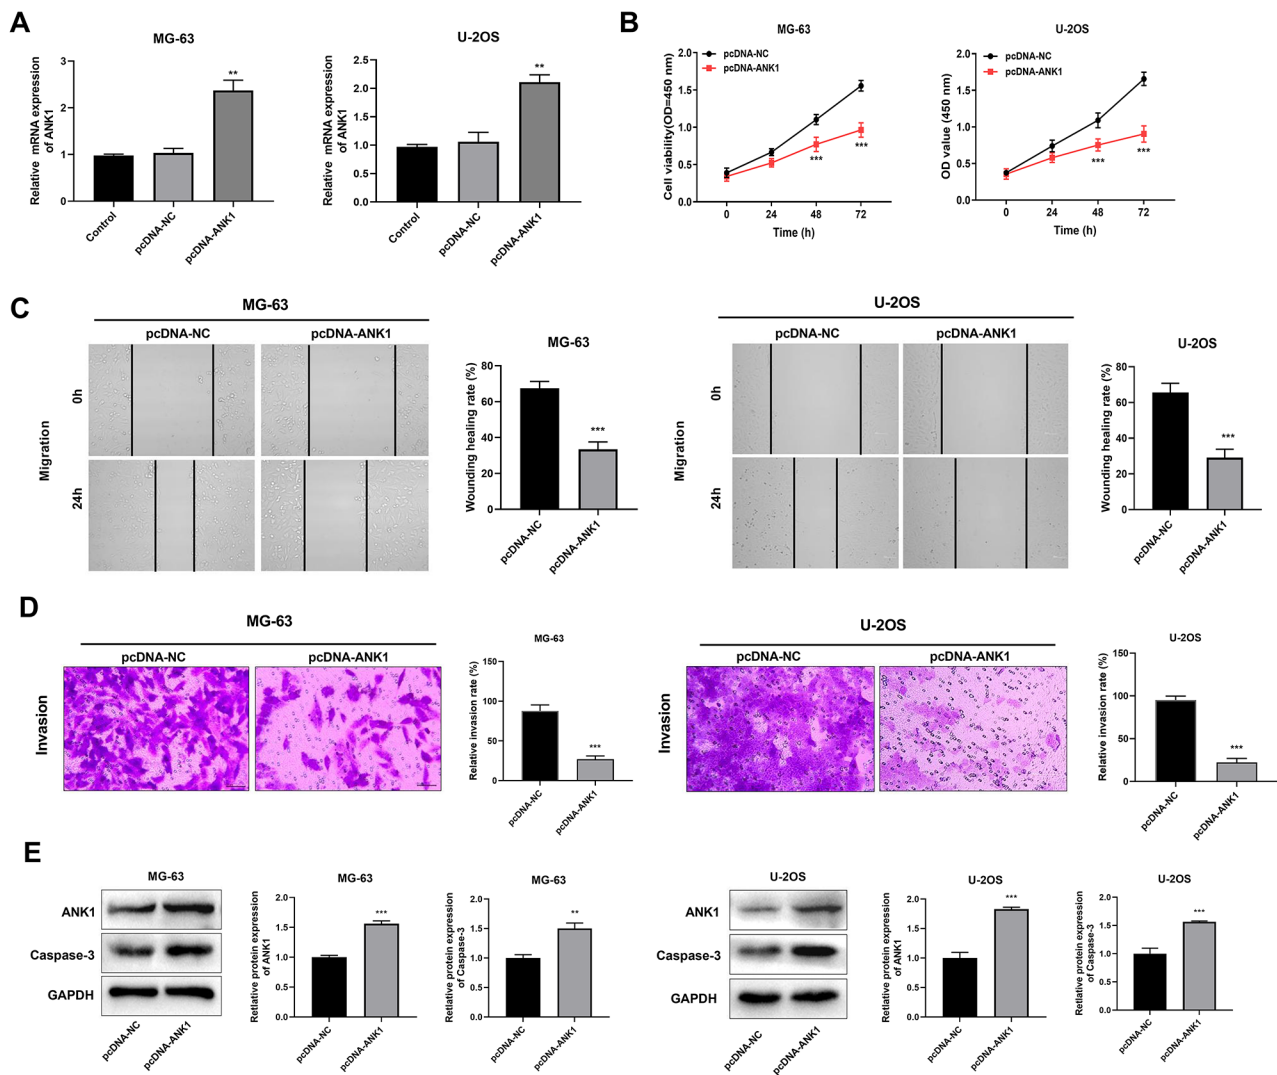 A
MG-63
Relative mRNA expression
of ANK1
3
2
1
0
**
Control
pcDNA-NC
pcDNA-ANK1
U-2OS
Relative mRNA expression
of ANK1
2.5
2.0
1.5
1.0
0.5
0.0
**
Control
pcDNA-NC
pcDNA-ANK1
B
MG-63
Cell viability(OD=450 nm)
2.0
1.5
1.0
0.5
0.0
pcDNA-NC
pcDNA-ANK1
***
***
0 24 48 72
Time (h)
U-2OS
OD value (450 nm)
2.0
1.5
1.0
0.5
0.0
pcDNA-NC
pcDNA-ANK1
***
***
0 24 48 72
Time (h)
C
MG-63
pcDNA-NC pcDNA-ANK1
Migration
0h
24h
MG-63
Wounding healing rate (%)
80
60
40
20
0
***
pcDNA-NC
pcDNA-ANK1
U-2OS
pcDNA-NC pcDNA-ANK1
Migration
0h
24h
U-2OS
Wounding healing rate (%)
80
60
40
20
0
***
pcDNA-NC
pcDNA-ANK1
D
MG-63
pcDNA-NC pcDNA-ANK1
Invasion
MG-63
Relative invasion rate (%)
150
100
50
0
***
pcDNA-NC
pcDNA-ANK1
U-2OS
pcDNA-NC pcDNA-ANK1
Invasion
U-2OS
Relative invasion rate (%)
150
100
50
0
***
pcDNA-NC
pcDNA-ANK1
E
MG-63
ANK1
Caspase-3
GAPDH
pcDNA-NC
pcDNA-ANK1
MG-63
Retlative protein expression
of ANK1
2.0
1.5
1.0
0.5
0.0
***
pcDNA-NC
pcDNA-ANK1
MG-63
Retlative protein expression
of Caspase-3
2.0
1.5
1.0
0.5
0.0
**
pcDNA-NC
pcDNA-ANK1
U-2OS
ANK1
Caspase-3
GAPDH
pcDNA-NC
pcDNA-ANK1
U-2OS
Retlative protein expression
of ANK1
2.0
1.5
1.0
0.5
0.0
***
pcDNA-NC
pcDNA-ANK1
U-2OS
Retlative protein expression
of Caspase-3
2.0
1.5
1.0
0.5
0.0
***
pcDNA-NC
pcDNA-ANK1